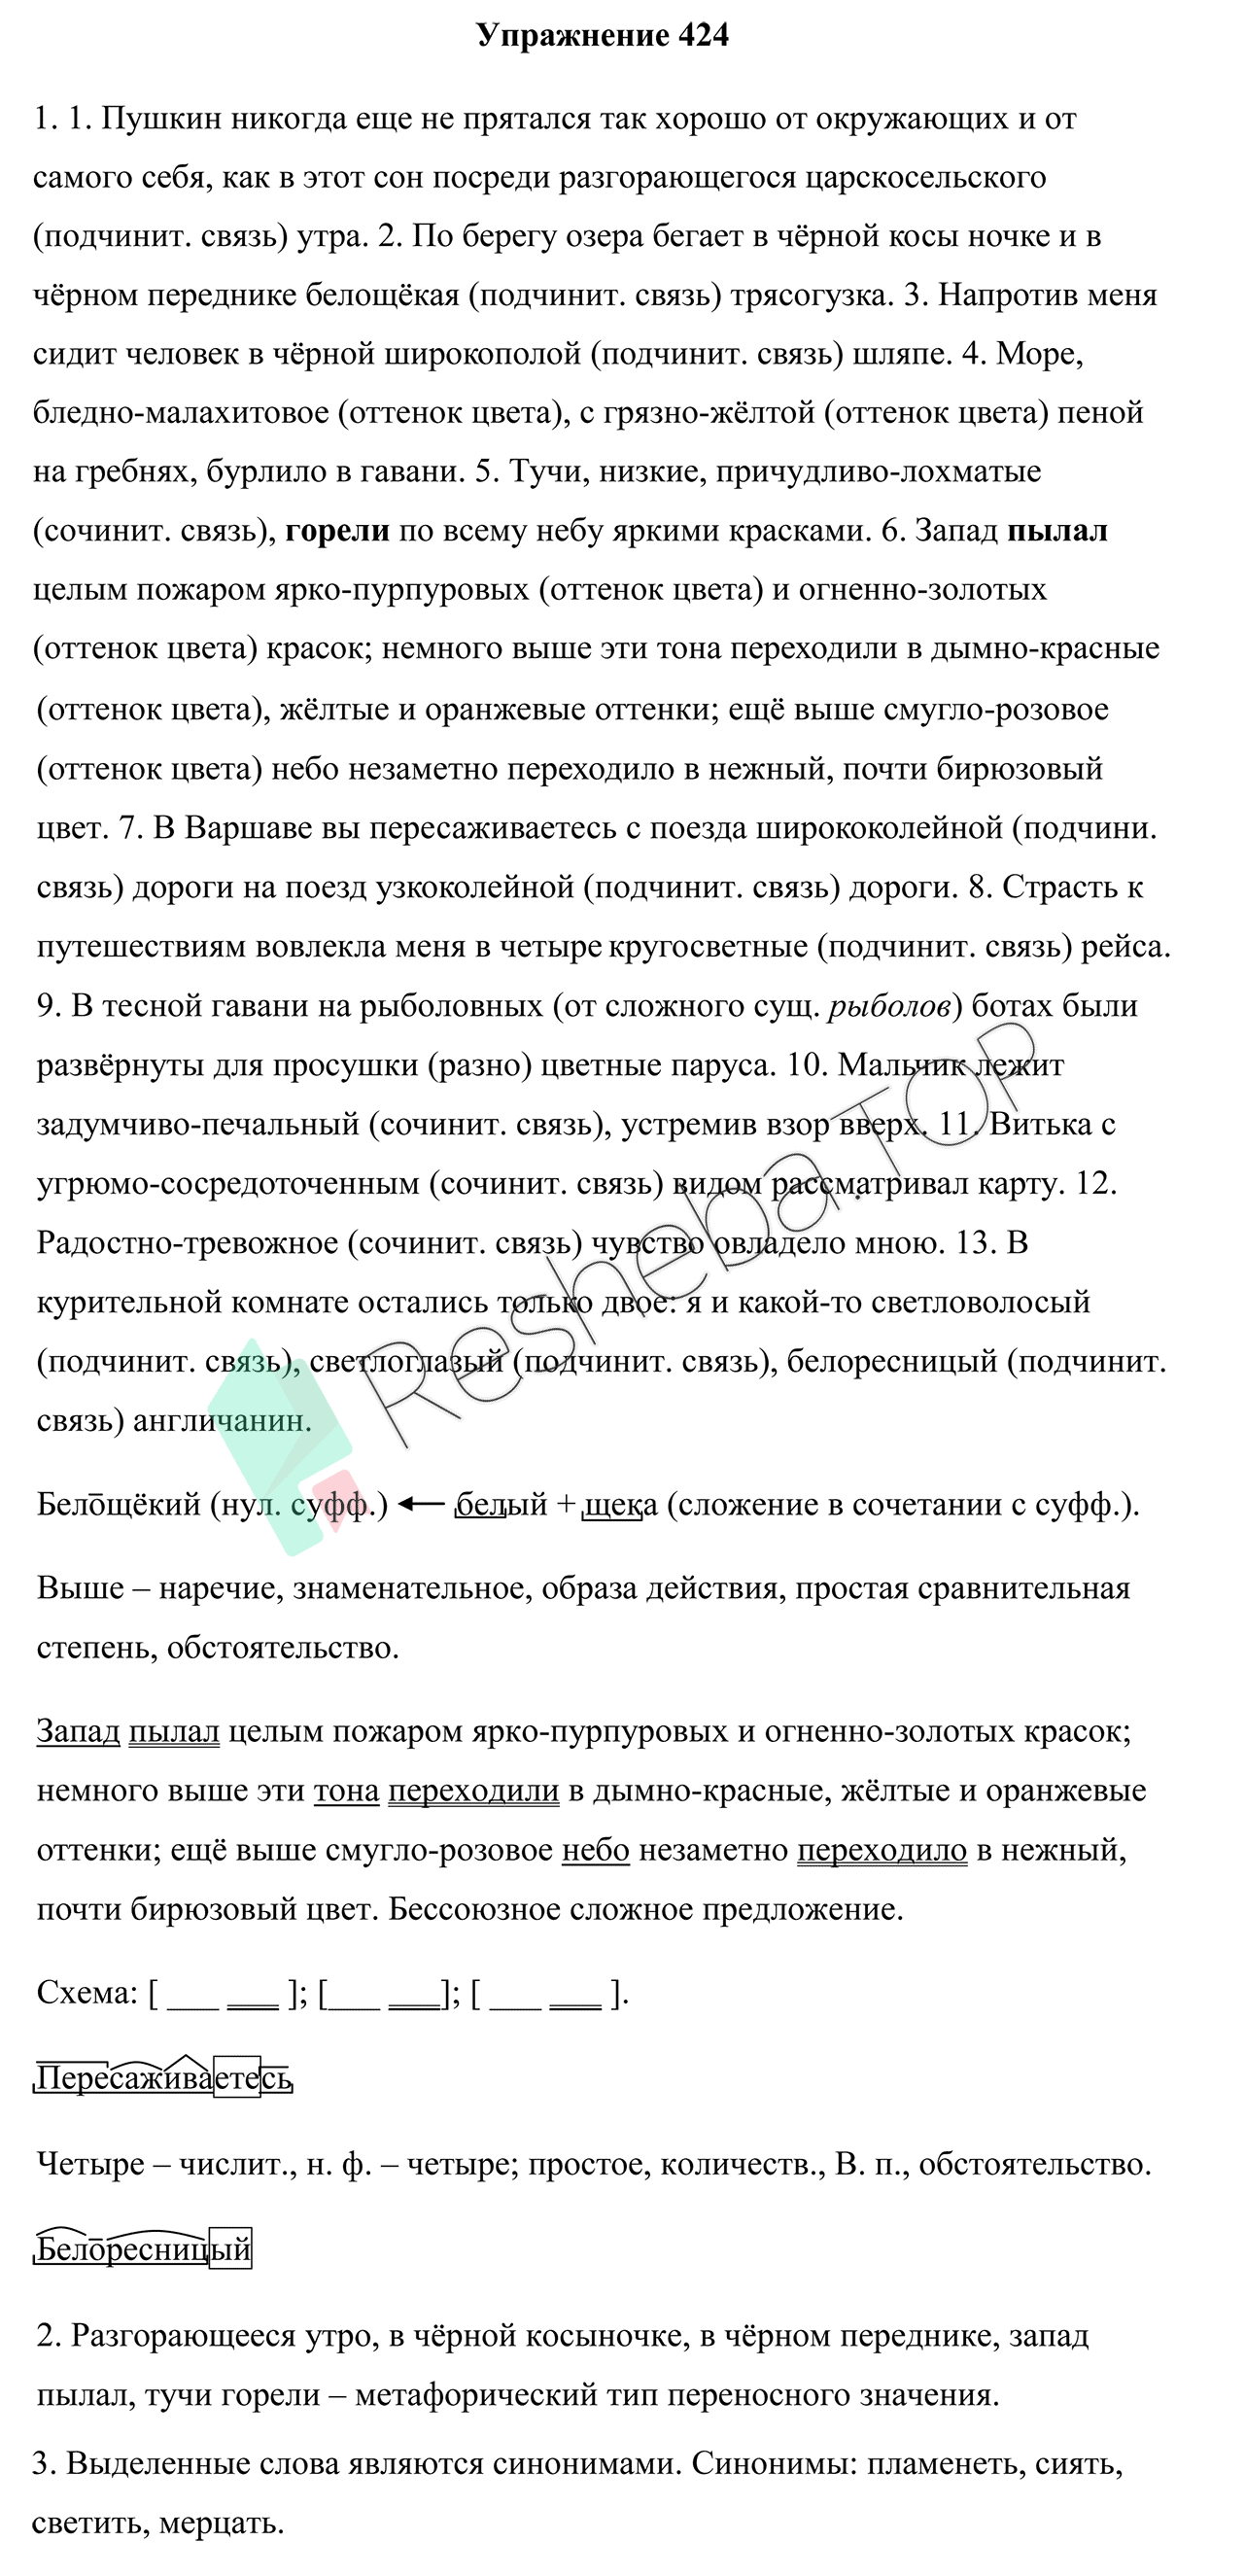 Упражнение 424
1. 1. Пушкин никогда еще не прятался так хорошо от окружающих и от
самого себя, как в этот сон посреди разгорающегося царскосельского
(подчинит. связь) утра. 2. По берегу озера бегает в чёрной косы ночке и в
чёрном переднике белощёкая (подчинит. связь) трясогузка. 3. Напротив меня
сидит человек в чёрной широкополой (подчинит. связь) шляпе. 4. Море,
бледно-малахитовое (оттенок цвета), с грязно-жёлтой (оттенок цвета) пеной
на гребнях, бурлило в гавани. 5. Тучи, низкие, причудливо-лохматые
(сочинит. связь), горели по всему небу яркими красками. 6. Запад пылал
целым пожаром ярко-пурпуровых (оттенок цвета) и огненно-золотых
(оттенок цвета) красок; немного выше эти тона переходили в дымно-красные
(оттенок цвета), жёлтые и оранжевые оттенки; ещё выше смугло-розовое
(оттенок цвета) небо незаметно переходило в нежный, почти бирюзовый
цвет. 7. В Варшаве вы пересаживаетесь с поезда ширококолейной (подчини.
связь) дороги на поезд узкоколейной (подчинит. связь) дороги. 8. Страсть к
путешествиям вовлекла меня в четыре кругосветные (подчинит. связь) рейса.
9. В тесной гавани на рыболовных (от сложного сущ. рыболов) ботах были
развёрнуты для просушки (разно) цветные паруса. 10. Мальчик лежит
задумчиво-печальный (сочинит. связь), устремив взор вверх. 11. Витька с
угрюмо-сосредоточенным (сочинит. связь) видом рассматривал карту. 12.
Радостно-тревожное (сочинит. связь) чувство овладело мною. 13. В
курительной комнате остались только двое: я и какой-то светловолосый
(подчинит. связь), светлоглазый (подчинит. связь), белоресницый (подчинит.
связь) англичанин.
Resheba.TOP
Белощёкий (нул. суфф.) ← белый + щека (сложение в сочетании с суфф.).
Выше – наречие, знаменательное, образа действия, простая сравнительная
степень, обстоятельство.
Запад пылал целым пожаром ярко-пурпуровых и огненно-золотых красок;
немного выше эти тона переходили в дымно-красные, жёлтые и оранжевые
оттенки; ещё выше смугло-розовое небо незаметно переходило в нежный,
почти бирюзовый цвет. Бессоюзное сложное предложение.
Схема: [ ___ ___ ]; [___ ___]; [ ___ ___ ].
Пересаживаетесь
Четыре – числит., н. ф. – четыре; простое, количеств., В. п., обстоятельство.
Белоресницый
2. Разгорающееся утро, в чёрной косыночке, в чёрном переднике, запад
пылал, тучи горели – метафорический тип переносного значения.
3. Выделенные слова являются синонимами. Синонимы: пламенеть, сиять,
светить, мерцать.